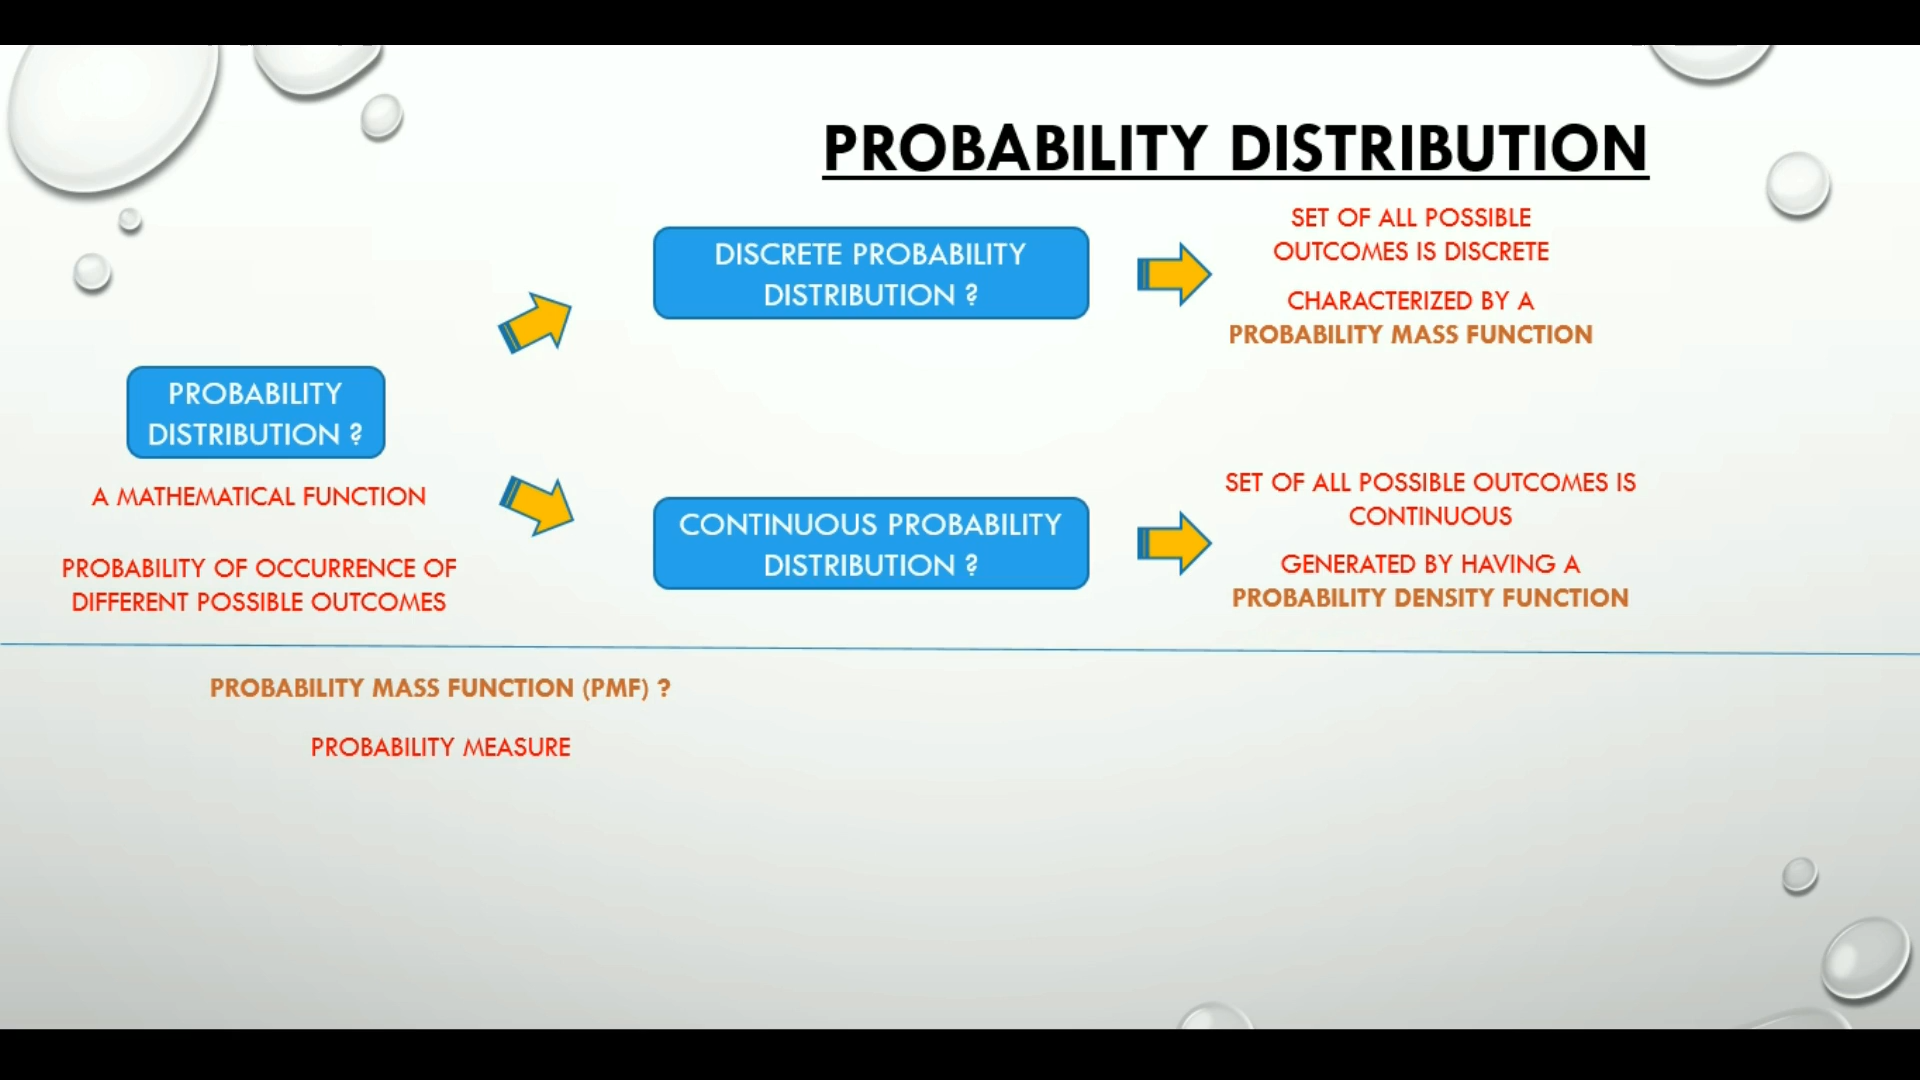 PROBABILITY DISTRIBUTION
PROBABILITY
DISTRIBUTION ?
A MATHEMATICAL FUNCTION
PROBABILITY OF OCCURRENCE OF
DIFFERENT POSSIBLE OUTCOMES
DISCRETE PROBABILITY
DISTRIBUTION ?
SET OF ALL POSSIBLE
OUTCOMES IS DISCRETE
CHARACTERIZED BY A
PROBABILITY MASS FUNCTION
CONTINUOUS PROBABILITY
DISTRIBUTION ?
SET OF ALL POSSIBLE OUTCOMES IS
CONTINUOUS
GENERATED BY HAVING A
PROBABILITY DENSITY FUNCTION
PROBABILITY MASS FUNCTION (PMF) ?
PROBABILITY MEASURE